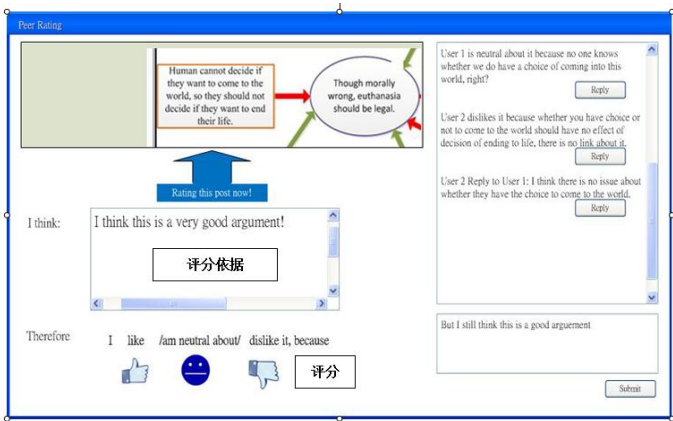 Peer Rating
Human cannot decide if
they want to come to the
world, so they should not
decide if they want to end
their life.
Though morally
wrong, euthanasia
should be legal.
Rating this post now!
I think:
I think this is a very good argument!
评分依据
Therefore
I like /am neutral about/ dislike it, because
评分
User 1 is neutral about it because no one knows
whether we do have a choice of coming into this
world, right?
Reply
User 2 dislikes it because whether you have choice or
not to come to the world should have no effect of
decision of ending to life, there is no link about it.
Reply
User 2 Reply to User 1: I think there is no issue about
whether they have the choice to come to the world.
Reply
But I still think this is a good arguement
Submit